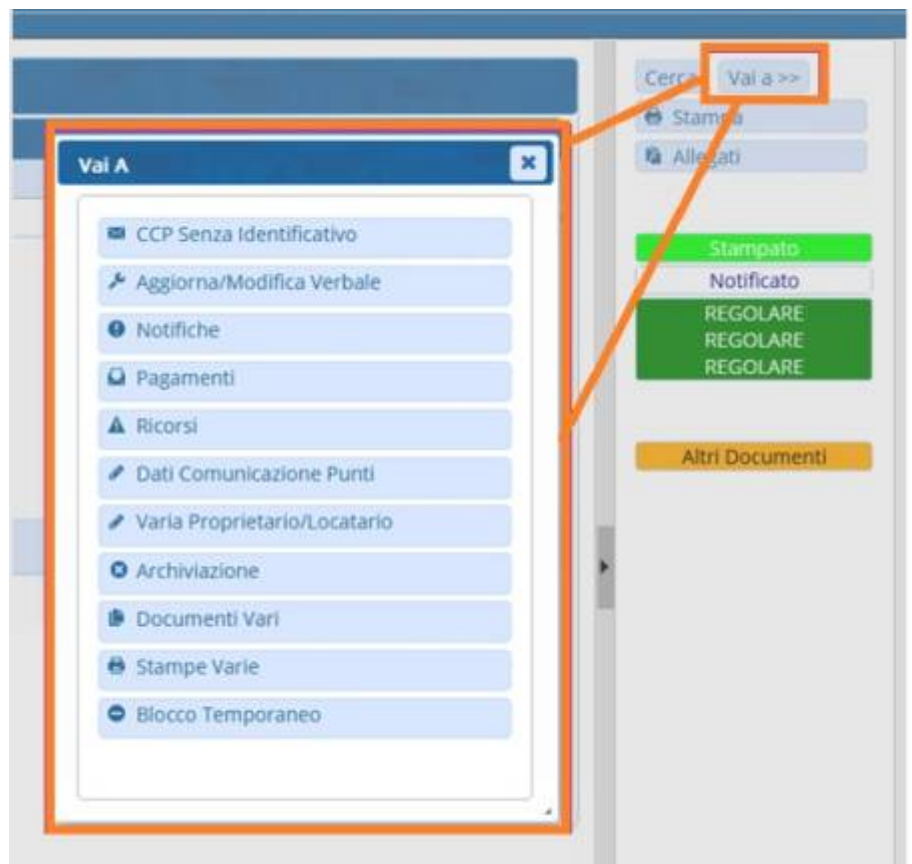 Cerca
Vai a >>
Stampa
Allegati
Vai A
CCP Senza Identificativo
Aggiorna/Modifica Verbale
Notifiche
Pagamenti
Ricorsi
Dati Comunicazione Punti
Varia Proprietario/Locatario
Archiviazione
Documenti Vari
Stampe Varie
Blocco Temporaneo
Stampato
Notificato
REGOLARE
REGOLARE
REGOLARE
Altri Documenti